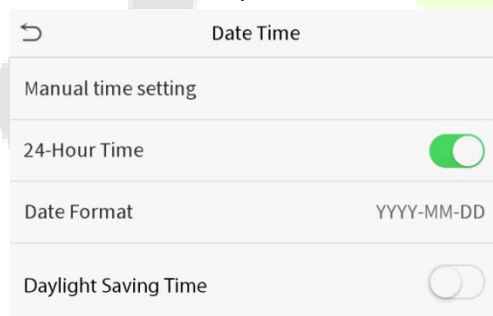 Date Time
Manual time setting
24-Hour Time
Date Format YYYY-MM-DD
Daylight Saving Time